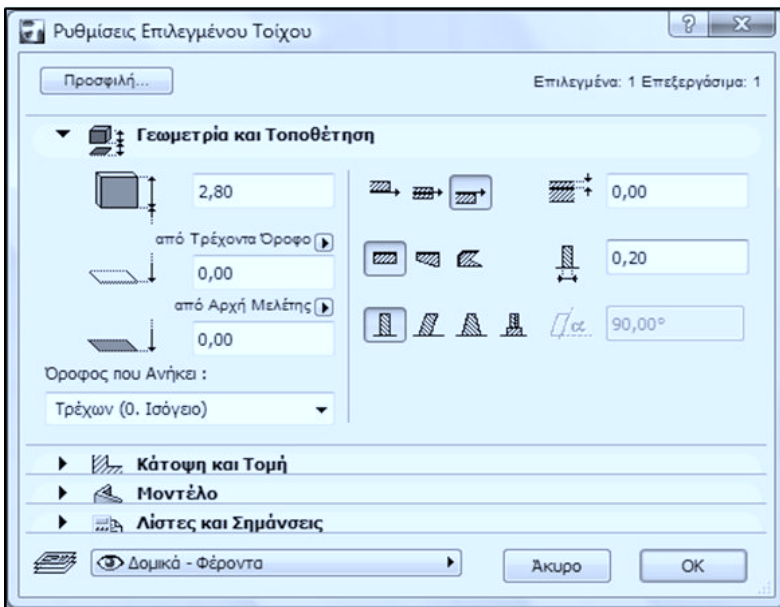 Ρυθμίσεις Επιλεγμένου Τοίχου
Προσφιλή...
Επιλεγμένα: 1 Επεξεργάσιμα: 1
Γεωμετρία και Τοποθέτηση
2,80
από Τρέχοντα Όροφο
0,00
από Αρχή Μελέτης
0,00
Όροφος που Ανήκει :
Τρέχων (0. Ισόγειο)
0,00
0,20
α
90,00°
Κάτοψη και Τομή
Μοντέλο
Λίστες και Σημάνσεις
Δομικά - Φέροντα
Άκυρο
OK